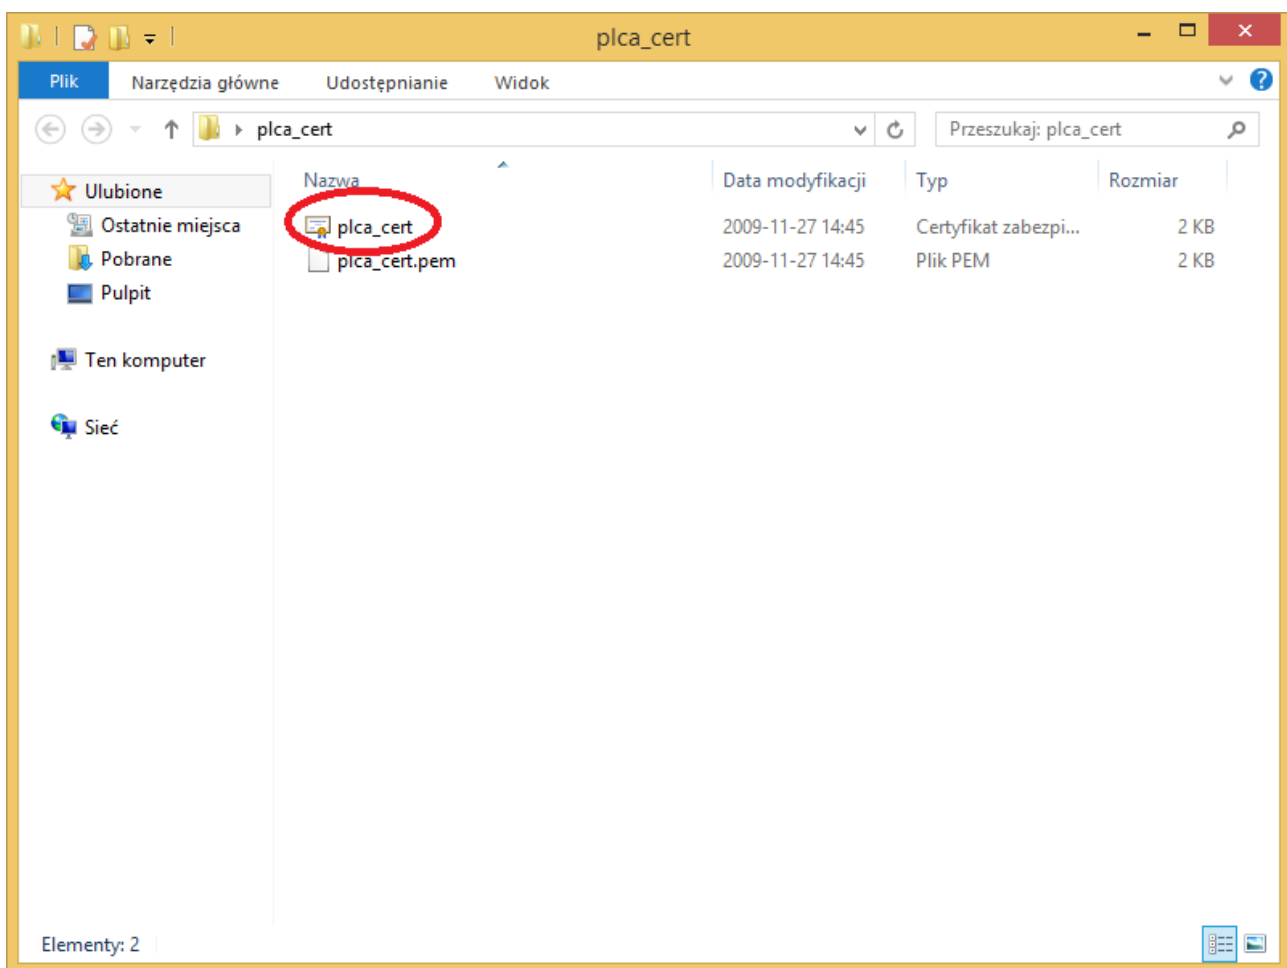 plca_cert
Plik Narzędzia główne Udostępnianie Widok
plca_cert Przeszukaj: plca_cert
Ulubione
Ostatnie miejsca
Pobrane
Pulpit
Ten komputer
Sieć
Nazwa Data modyfikacji Typ Rozmiar
plca_cert 2009-11-27 14:45 Certyfikat zabezpi... 2 KB
plca_cert.pem 2009-11-27 14:45 Plik PEM 2 KB
Elementy: 2